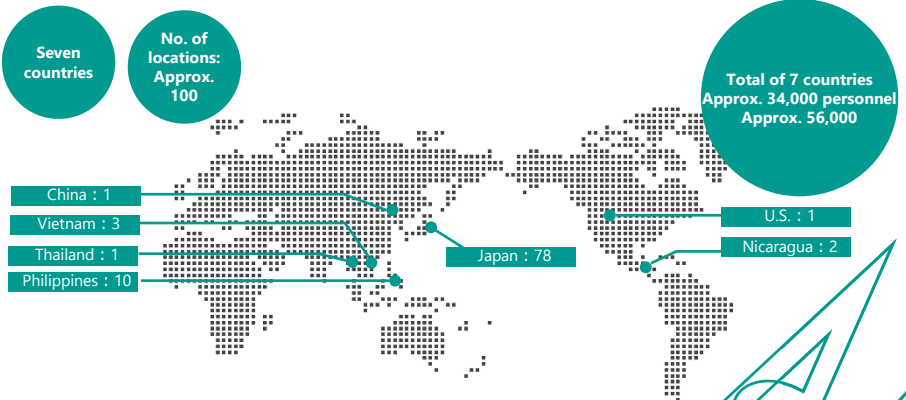 Seven
countries
No. of
locations:
Approx.
100
Total of 7 countries
Approx. 34,000 personnel
Approx. 56,000
China：1
Vietnam：3
Thailand：1
Philippines：10
Japan：78
U.S.：1
Nicaragua：2